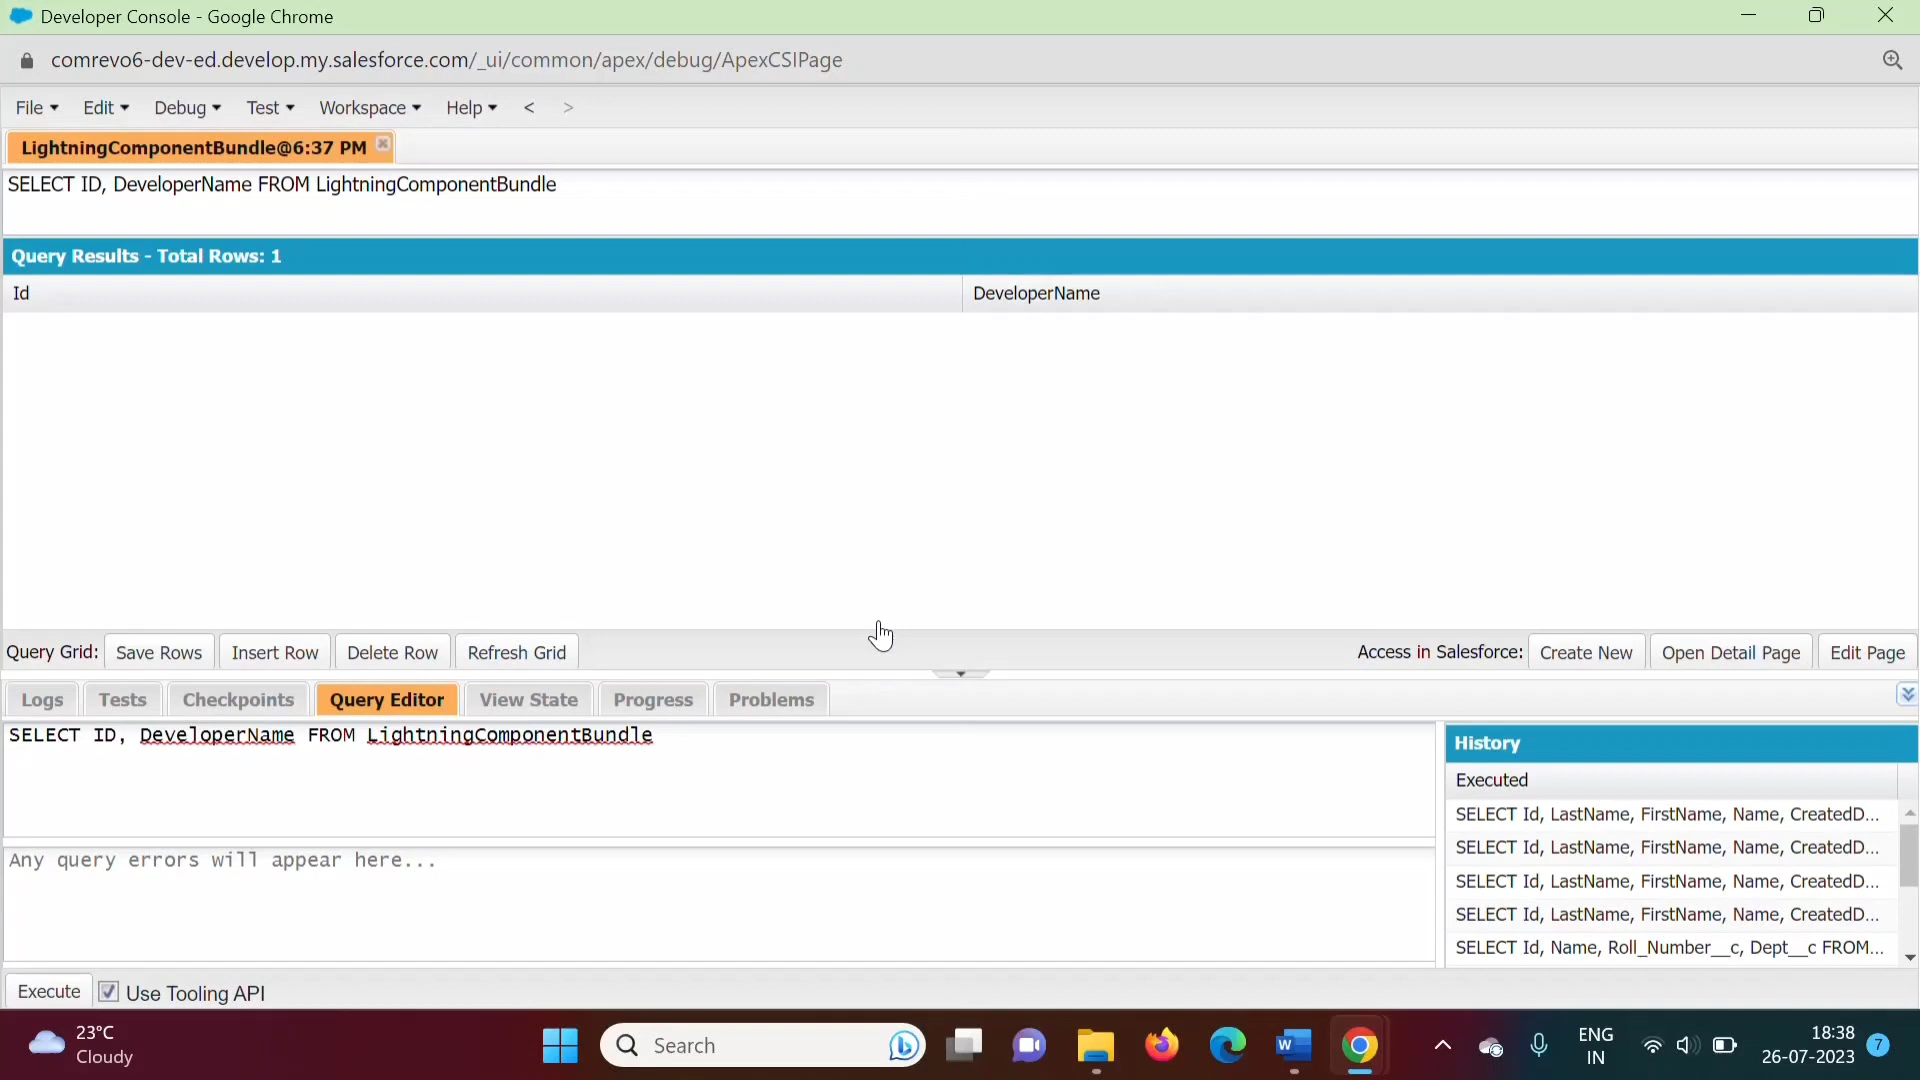 Developer Console - Google Chrome
comrevo6-dev-ed.develop.my.salesforce.com/_ui/common/apex/debug/ApexCSIPage
File Edit Debug Test Workspace Help < >
LightningComponentBundle@6:37 PM
SELECT ID, DeveloperName FROM LightningComponentBundle
Query Results - Total Rows: 1
Id DeveloperName
Query Grid: Save Rows Insert Row Delete Row Refresh Grid Access in Salesforce: Create New Open Detail Page Edit Page
Logs Tests Checkpoints Query Editor View State Progress Problems
SELECT ID, DeveloperName FROM LightningComponentBundle
Any query errors will appear here...
History
Executed
SELECT Id, LastName, FirstName, Name, CreatedD...
SELECT Id, LastName, FirstName, Name, CreatedD...
SELECT Id, LastName, FirstName, Name, CreatedD...
SELECT Id, LastName, FirstName, Name, CreatedD...
SELECT Id, Name, Roll_Number__c, Dept__c FROM...
Execute Use Tooling API
23°C
Cloudy
Search
W
ENG
IN
18:38
26-07-2023
7